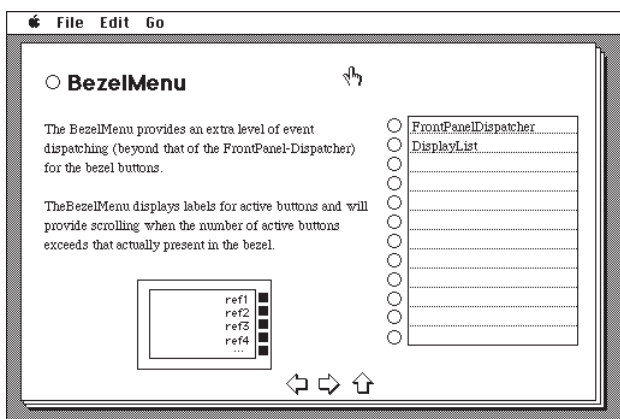 File Edit Go
BezelMenu
The BezelMenu provides an extra level of event
dispatching (beyond that of the FrontPanel-Dispatcher)
for the bezel buttons.
TheBezelMenu displays labels for active buttons and will
provide scrolling when the number of active buttons
exceeds that actually present in the bezel.
FrontPanelDispatcher
DisplayList
ref1
ref2
ref3
ref4
...